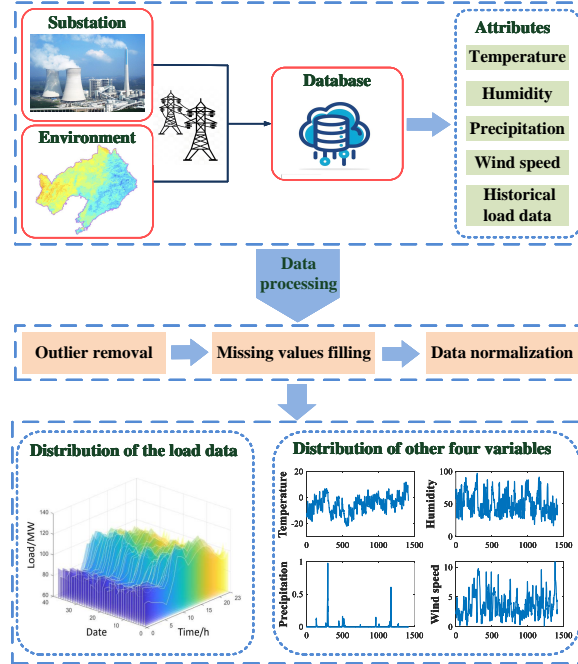 Substation
Environment
Database
Attributes
Temperature
Humidity
Precipitation
Wind speed
Historical
load data
Data
processing
Outlier removal
Missing values filling
Data normalization
Distribution of the load data
140
120
100
80
60
Load/MW
40
30
20
10
0
Date
0
5
10
15
20
23
Time/h
Distribution of other four variables
Temperature
20
0
-20
0
500
1000
1500
Humidity
100
50
0
0
500
1000
1500
Precipitation
1
0.5
0
0
500
1000
1500
Wind speed
10
5
0
0
500
1000
1500